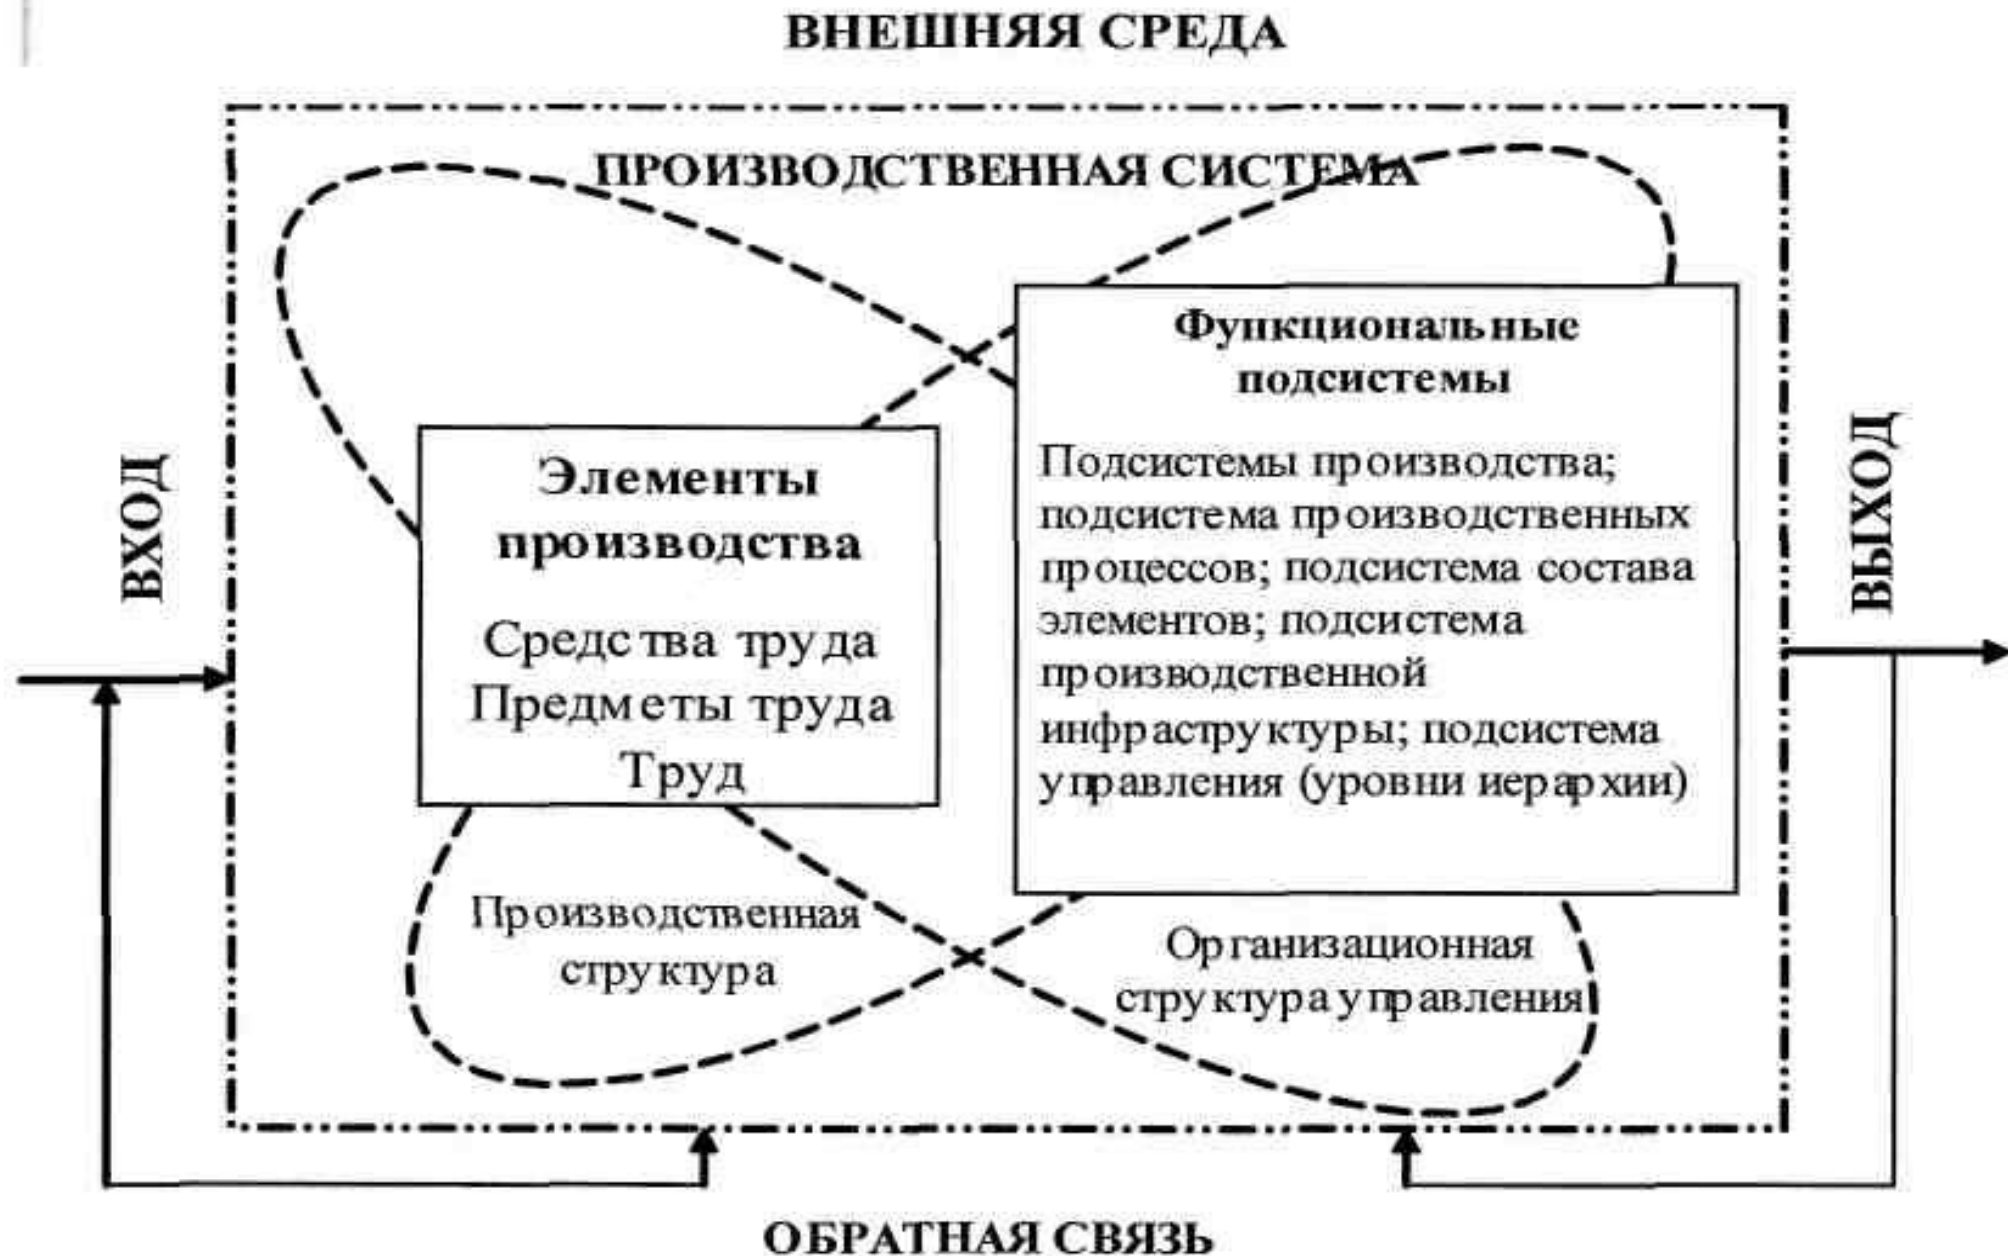 ВНЕШНЯЯ СРЕДА
ПРОИЗВОДСТВЕННАЯ СИСТЕМА
ВХОД
Элементы
производства
Средства труда
Предметы труда
Труд
Функциональные
подсистемы
Подсистемы производства;
подсистема производственных
процессов; подсистема состава
элементов; подсистема
производственной
инфраструктуры; подсистема
управления (уровни иерархии)
ВЫХОД
Производственная
структура
Организационная
структура управления
ОБРАТНАЯ СВЯЗЬ